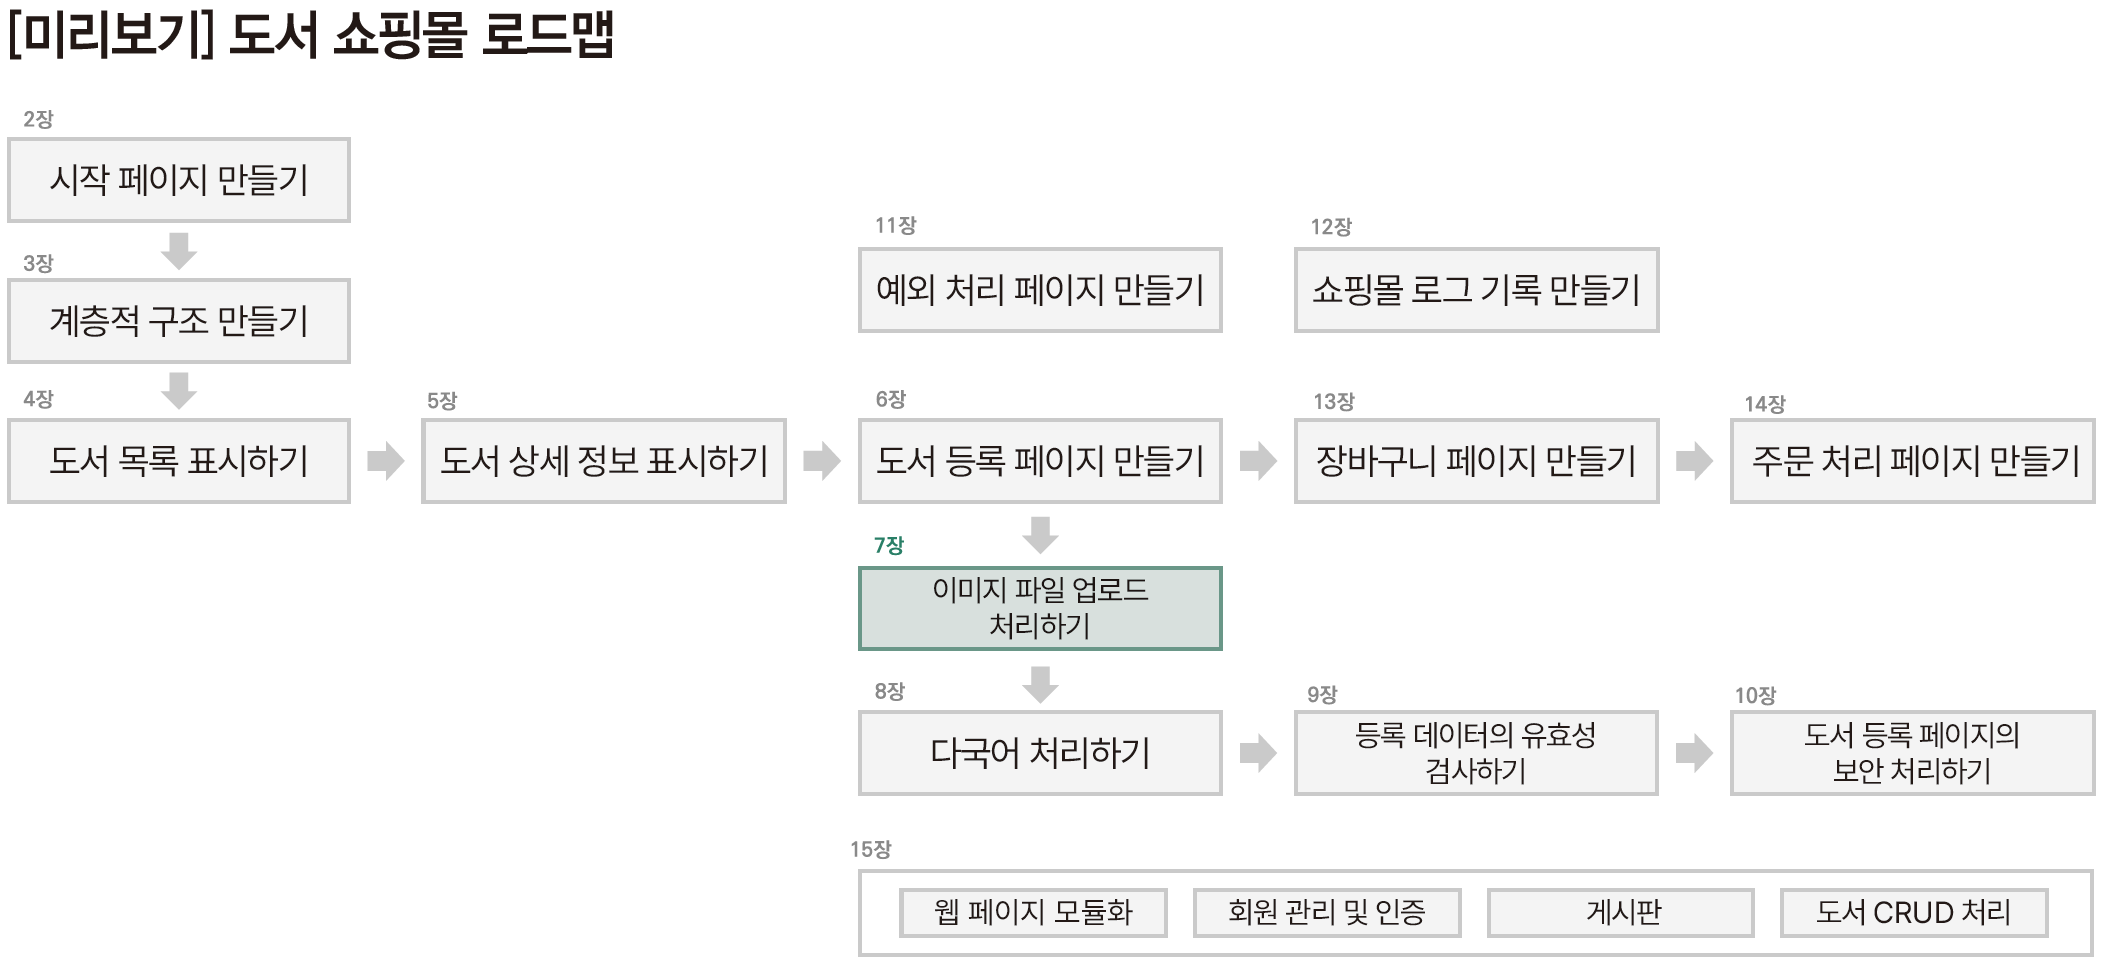 [미리보기] 도서 쇼핑몰 로드맵
2장
시작 페이지 만들기
3장
계층적 구조 만들기
4장
도서 목록 표시하기
5장
도서 상세 정보 표시하기
11장
예외 처리 페이지 만들기
12장
쇼핑몰 로그 기록 만들기
6장
도서 등록 페이지 만들기
13장
장바구니 페이지 만들기
14장
주문 처리 페이지 만들기
7장
이미지 파일 업로드
처리하기
8장
다국어 처리하기
9장
등록 데이터의 유효성
검사하기
10장
도서 등록 페이지의
보안 처리하기
15장
웹 페이지 모듈화
회원 관리 및 인증
게시판
도서 CRUD 처리